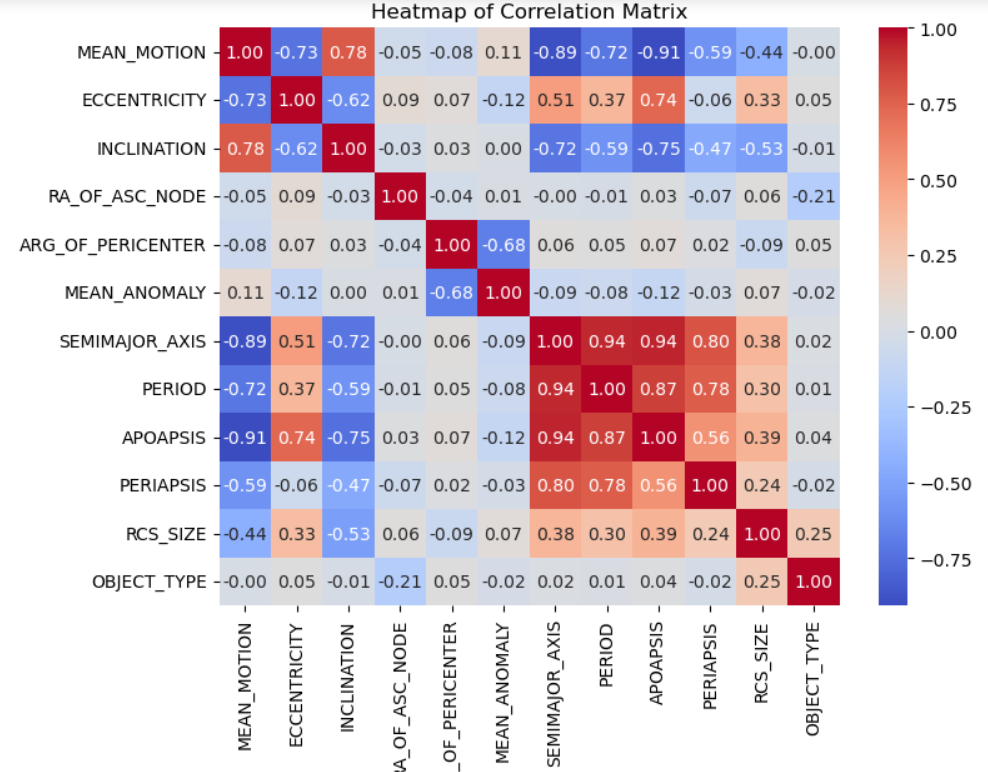 Heatmap of Correlation Matrix
MEAN_MOTION 1.00 -0.73 0.78 -0.05 -0.08 0.11 -0.89 -0.72 -0.91 -0.59 -0.44 -0.00
ECCENTRICITY -0.73 1.00 -0.62 0.09 0.07 -0.12 0.51 0.37 0.74 -0.06 0.33 0.05
INCLINATION 0.78 -0.62 1.00 -0.03 0.03 0.00 -0.72 -0.59 -0.75 -0.47 -0.53 -0.01
RA_OF_ASC_NODE -0.05 0.09 -0.03 1.00 -0.04 0.01 -0.00 -0.01 0.03 -0.07 0.06 -0.21
ARG_OF_PERICENTER -0.08 0.07 0.03 -0.04 1.00 -0.68 0.06 0.05 0.07 0.02 -0.09 0.05
MEAN_ANOMALY 0.11 -0.12 0.00 0.01 -0.68 1.00 -0.09 -0.08 -0.12 -0.03 0.07 -0.02
SEMIMAJOR_AXIS -0.89 0.51 -0.72 -0.00 0.06 -0.09 1.00 0.94 0.94 0.80 0.38 0.02
PERIOD -0.72 0.37 -0.59 -0.01 0.05 -0.08 0.94 1.00 0.87 0.78 0.30 0.01
APOAPSIS -0.91 0.74 -0.75 0.03 0.07 -0.12 0.94 0.87 1.00 0.56 0.39 0.04
PERIAPSIS -0.59 -0.06 -0.47 -0.07 0.02 -0.03 0.80 0.78 0.56 1.00 0.24 -0.02
RCS_SIZE -0.44 0.33 -0.53 0.06 -0.09 0.07 0.38 0.30 0.39 0.24 1.00 0.25
OBJECT_TYPE -0.00 0.05 -0.01 -0.21 0.05 -0.02 0.02 0.01 0.04 -0.02 0.25 1.00
MEAN_MOTION
ECCENTRICITY
INCLINATION
RA_OF_ASC_NODE
_OF_PERICENTER
MEAN_ANOMALY
SEMIMAJOR_AXIS
PERIOD
APOAPSIS
PERIAPSIS
RCS_SIZE
OBJECT_TYPE
1.00
0.75
0.50
0.25
0.00
−0.25
−0.50
−0.75